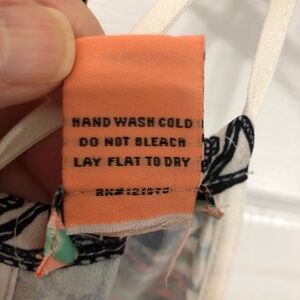 HAND WASH COLD
DO NOT BLEACH
LAY FLAT TO DRY